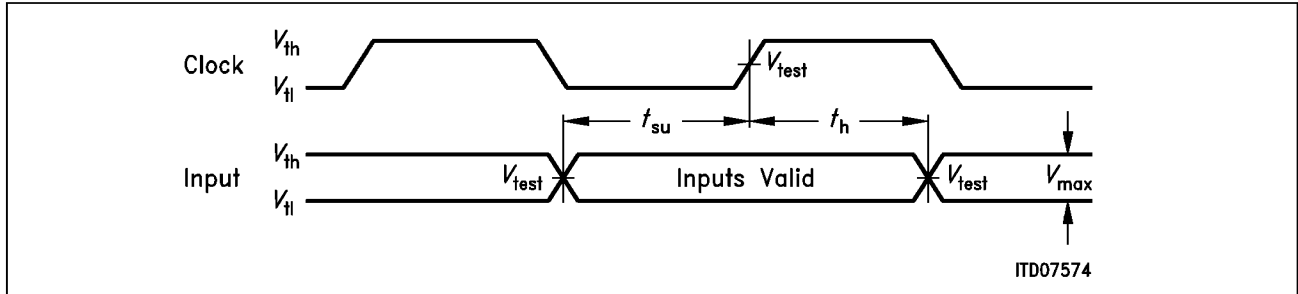 Clock
Vth
Vtl
Vtest
tsu
th
Input
Vth
Vtl
Vtest
Inputs Valid
Vtest
Vmax
ITD07574